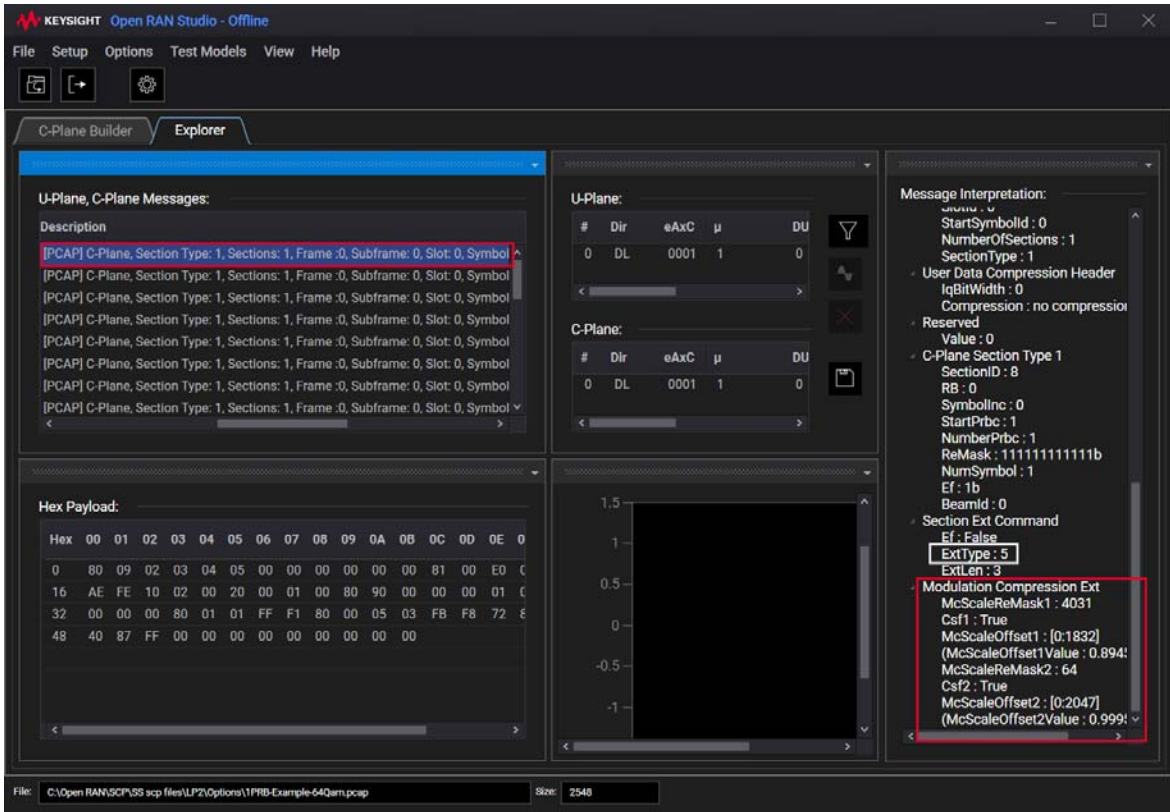 KEYSIGHT Open RAN Studio - Offline
File Setup Options Test Models View Help
C-Plane Builder Explorer
U-Plane, C-Plane Messages:
Description
[PCAP] C-Plane, Section Type: 1, Sections: 1, Frame :0, Subframe: 0, Slot: 0, Symbol
[PCAP] C-Plane, Section Type: 1, Sections: 1, Frame :0, Subframe: 0, Slot: 0, Symbol
[PCAP] C-Plane, Section Type: 1, Sections: 1, Frame :0, Subframe: 0, Slot: 0, Symbol
[PCAP] C-Plane, Section Type: 1, Sections: 1, Frame :0, Subframe: 0, Slot: 0, Symbol
[PCAP] C-Plane, Section Type: 1, Sections: 1, Frame :0, Subframe: 0, Slot: 0, Symbol
[PCAP] C-Plane, Section Type: 1, Sections: 1, Frame :0, Subframe: 0, Slot: 0, Symbol
[PCAP] C-Plane, Section Type: 1, Sections: 1, Frame :0, Subframe: 0, Slot: 0, Symbol
[PCAP] C-Plane, Section Type: 1, Sections: 1, Frame :0, Subframe: 0, Slot: 0, Symbol
U-Plane:
# Dir eAxC µ DU
0 DL 0001 1 0
C-Plane:
# Dir eAxC µ DU
0 DL 0001 1 0
Hex Payload:
Hex 00 01 02 03 04 05 06 07 08 09 0A 0B 0C 0D 0E 0
0 80 09 02 03 04 05 00 00 00 00 00 00 81 00 E0
16 AE FE 10 02 00 20 00 01 00 80 90 00 00 00 01
32 00 00 00 80 01 01 FF F1 80 00 05 03 FB F8 72
48 40 87 FF 00 00 00 00 00 00 00 00 00
1.5
1
0.5
0
-0.5
-1
Message Interpretation:
StartSymbolId : 0
NumberOfSections : 1
SectionType : 1
User Data Compression Header
IqBitWidth : 0
Compression : no compression
Reserved
Value : 0
C-Plane Section Type 1
SectionID : 8
RB : 0
SymbolInc : 0
StartPrbc : 1
NumberPrbc : 1
ReMask : 111111111111b
NumSymbol : 1
Ef : 1b
BeamId : 0
Section Ext Command
Ef : False
ExtType : 5
ExtLen : 3
Modulation Compression Ext
McScaleReMask1 : 4031
Csf1 : True
McScaleOffset1 : [0:1832]
(McScaleOffset1Value : 0.894
McScaleReMask2 : 64
Csf2 : True
McScaleOffset2 : [0:2047]
(McScaleOffset2Value : 0.999
File: C:\Open RAN\SCP\SS scp files\LP2\Options\1PRB-Example-64Qam.pcap Size: 2548